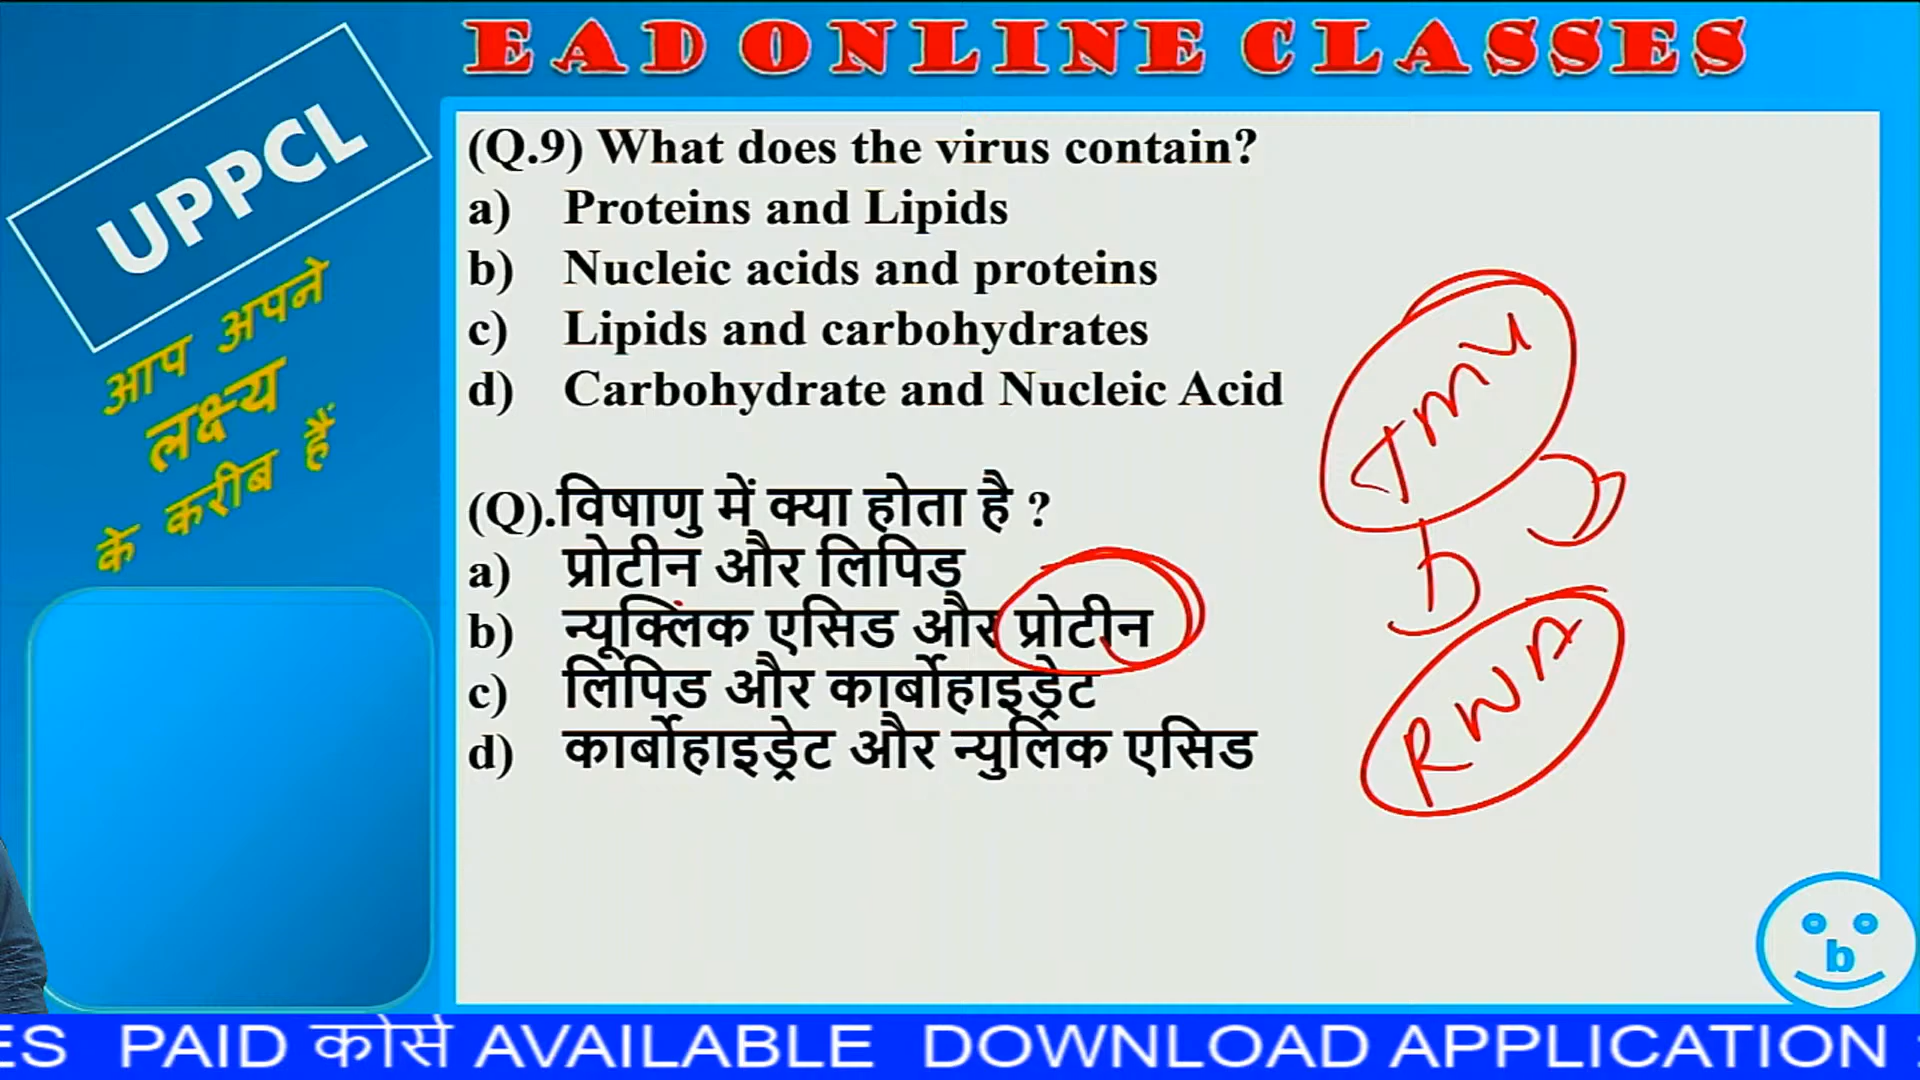 EAD ONLINE CLASSES
UPPCL
आप अपने
लक्ष्य
के करीब हैं
(Q.9) What does the virus contain?
a) Proteins and Lipids
b) Nucleic acids and proteins
c) Lipids and carbohydrates
d) Carbohydrate and Nucleic Acid
(Q).विषाणु में क्या होता है ?
a) प्रोटीन और लिपिड
b) न्यूक्लिक एसिड और प्रोटीन
c) लिपिड और कार्बोहाइड्रेट
d) कार्बोहाइड्रेट और न्युलिक एसिड
TMV
RNA
b
ES PAID कोर्स AVAILABLE DOWNLOAD APPLICATION :